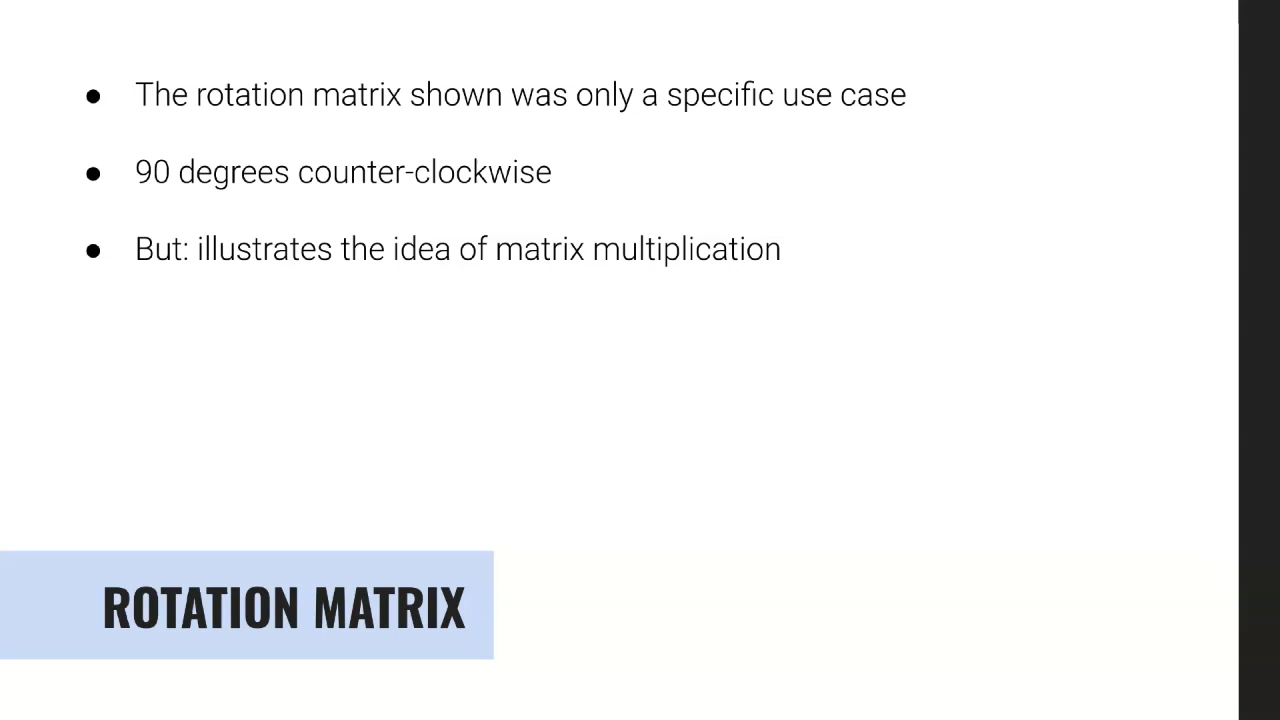 ● The rotation matrix shown was only a specific use case
● 90 degrees counter-clockwise
● But: illustrates the idea of matrix multiplication
ROTATION MATRIX